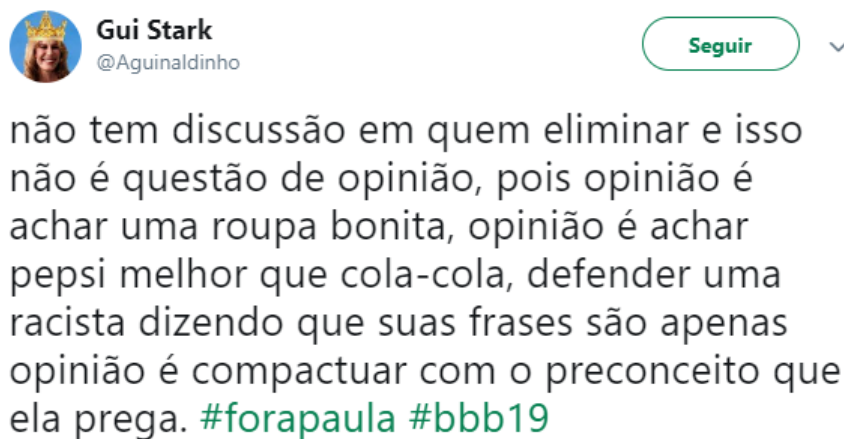 Gui Stark
@Aguinaldinho
Seguir
não tem discussão em quem eliminar e isso
não é questão de opinião, pois opinião é
achar uma roupa bonita, opinião é achar
pepsi melhor que cola-cola, defender uma
racista dizendo que suas frases são apenas
opinião é compactuar com o preconceito que
ela prega. #forapaula #bbb19